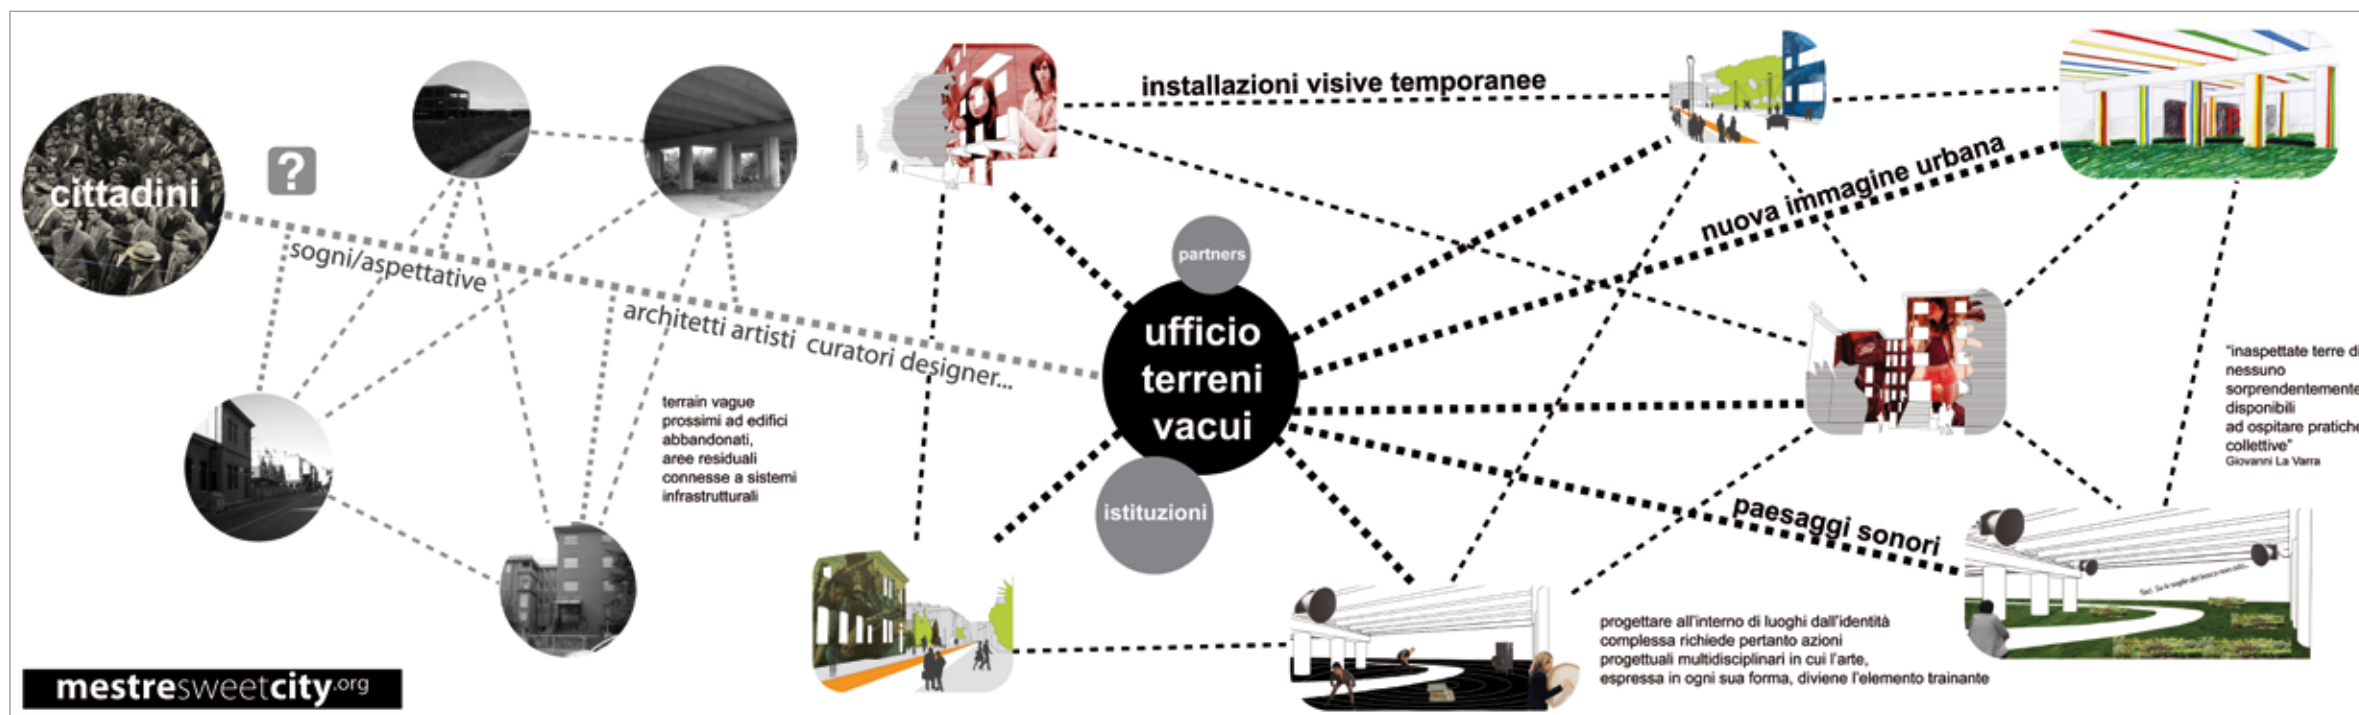 cittadini
?
sogni/aspettative
architetti artisti curatori designer...
terrain vague
prossimi ad edifici
abbandonati,
aree residuali
connesse a sistemi
infrastrutturali
mestresweetcity.org
installazioni visive temporanee
nuova immagine urbana
partners
ufficio
terreni
vacui
istituzioni
paesaggi sonori
"inaspettate terre di
nessuno
sorprendentemente
disponibili
ad ospitare pratiche
collettive"
Giovanni La Varra
progettare all'interno di luoghi dall'identità
complessa richiede pertanto azioni
progettuali multidisciplinari in cui l'arte,
espressa in ogni sua forma, diviene l'elemento trainante